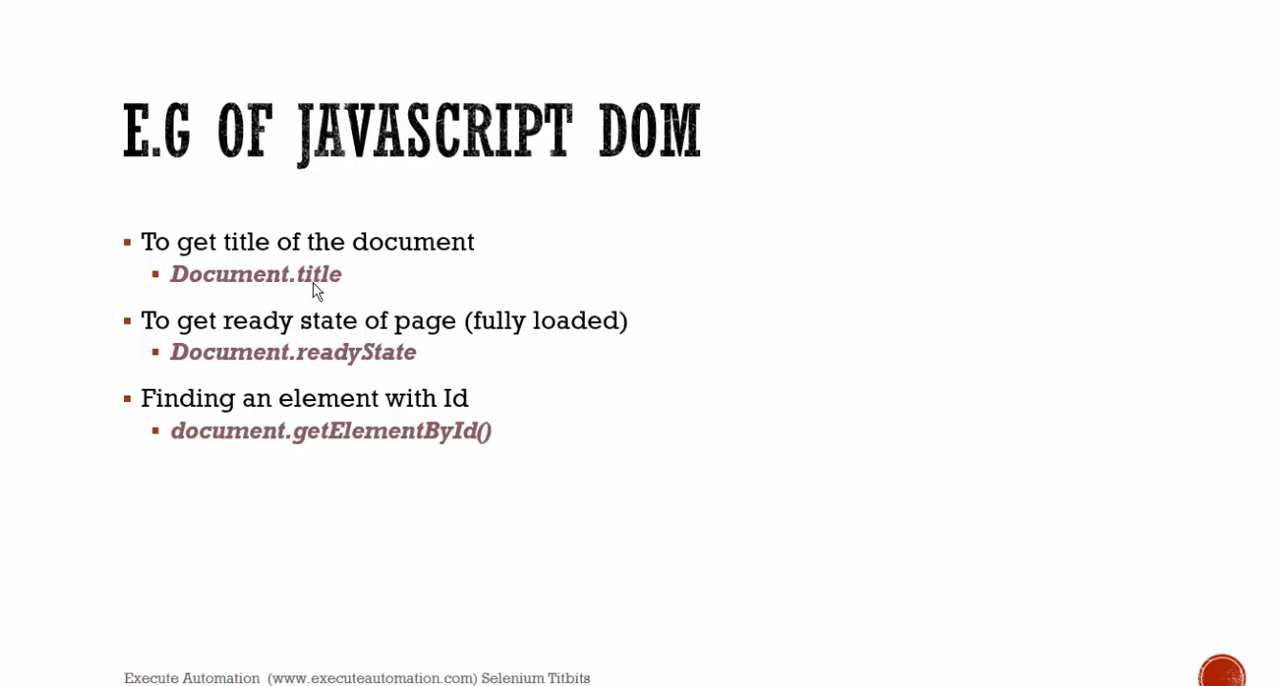 E.G OF JAVASCRIPT DOM
To get title of the document
Document.title
To get ready state of page (fully loaded)
Document.readyState
Finding an element with Id
document.getElementById()
Execute Automation (www.executeautomation.com) Selenium Titbits